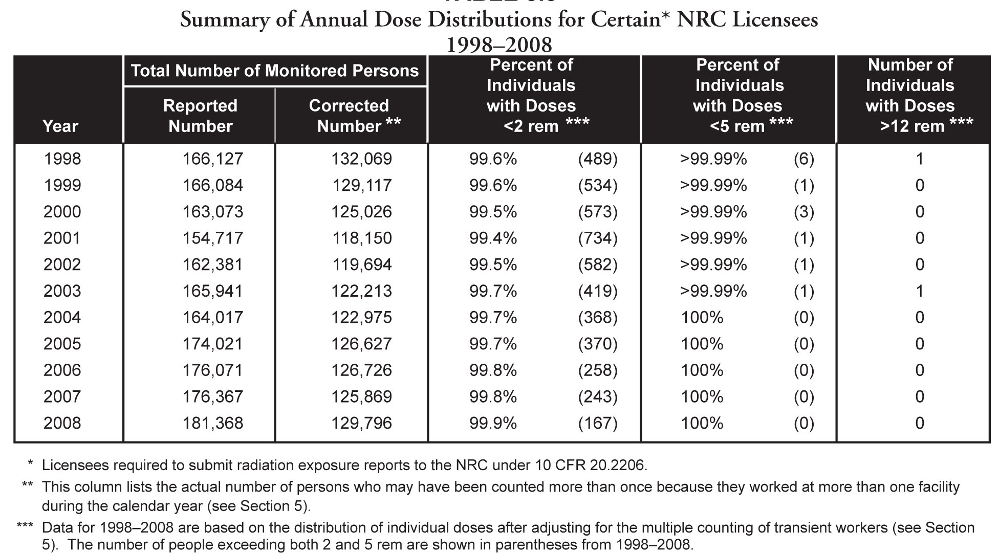 Summary of Annual Dose Distributions for Certain* NRC Licensees
1998–2008
Year
Total Number of Monitored Persons
Reported Number
Corrected Number **
Percent of Individuals with Doses <2 rem ***
Percent of Individuals with Doses <5 rem ***
Number of Individuals with Doses >12 rem ***
1998 166,127 132,069 99.6% (489) >99.99% (6) 1
1999 166,084 129,117 99.6% (534) >99.99% (1) 0
2000 163,073 125,026 99.5% (573) >99.99% (3) 0
2001 154,717 118,150 99.4% (734) >99.99% (1) 0
2002 162,381 119,694 99.5% (582) >99.99% (1) 0
2003 165,941 122,213 99.7% (419) >99.99% (1) 1
2004 164,017 122,975 99.7% (368) 100% (0) 0
2005 174,021 126,627 99.7% (370) 100% (0) 0
2006 176,071 126,726 99.8% (258) 100% (0) 0
2007 176,367 125,869 99.8% (243) 100% (0) 0
2008 181,368 129,796 99.9% (167) 100% (0) 0
* Licensees required to submit radiation exposure reports to the NRC under 10 CFR 20.2206.
** This column lists the actual number of persons who may have been counted more than once because they worked at more than one facility
during the calendar year (see Section 5).
*** Data for 1998–2008 are based on the distribution of individual doses after adjusting for the multiple counting of transient workers (see Section
5). The number of people exceeding both 2 and 5 rem are shown in parentheses from 1998–2008.